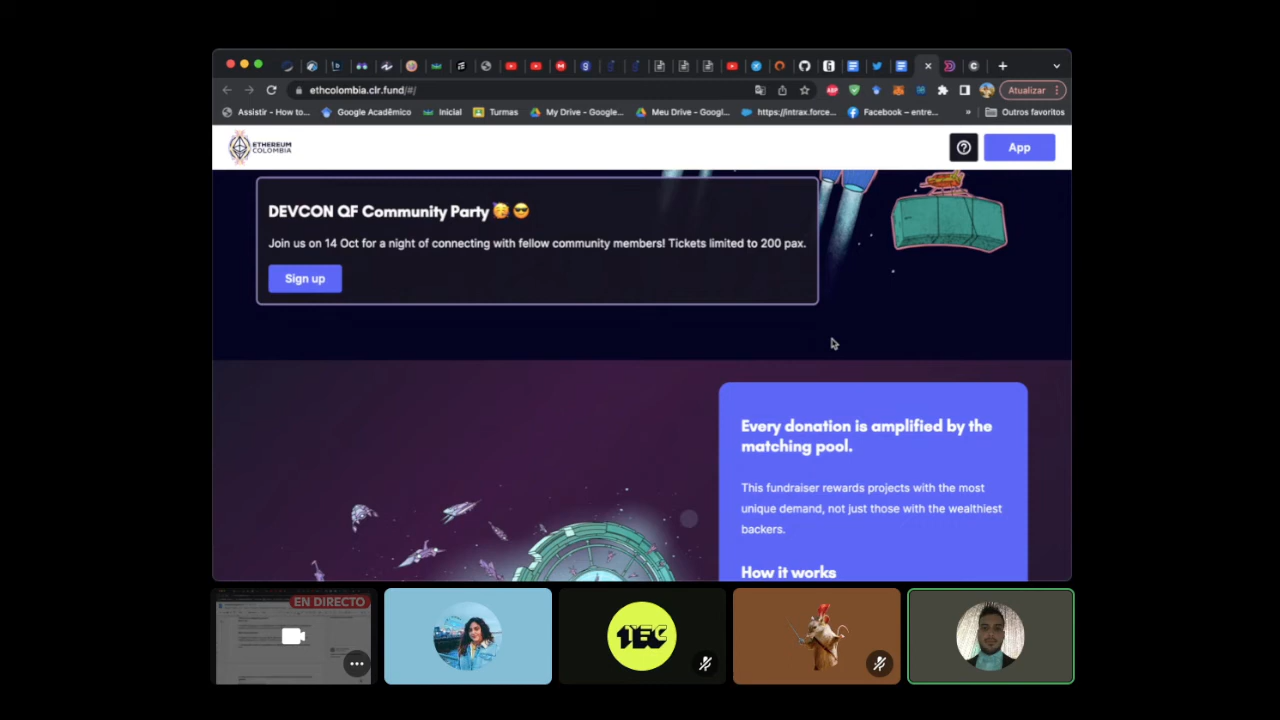 ethcolombia.clr.fund/#/
Atualizar
Assistir - How to...
Google Acadêmico
Inicial
Turmas
My Drive - Google...
Meu Drive - Googl...
https://intrax.force...
Facebook – entre...
»
Outros favoritos
ETHEREUM
COLOMBIA
App
DEVCON QF Community Party 🥳 😎
Join us on 14 Oct for a night of connecting with fellow community members! Tickets limited to 200 pax.
Sign up
Every donation is amplified by the
matching pool.
This fundraiser rewards projects with the most
unique demand, not just those with the wealthiest
backers.
How it works
EN DIRECTO
TEC